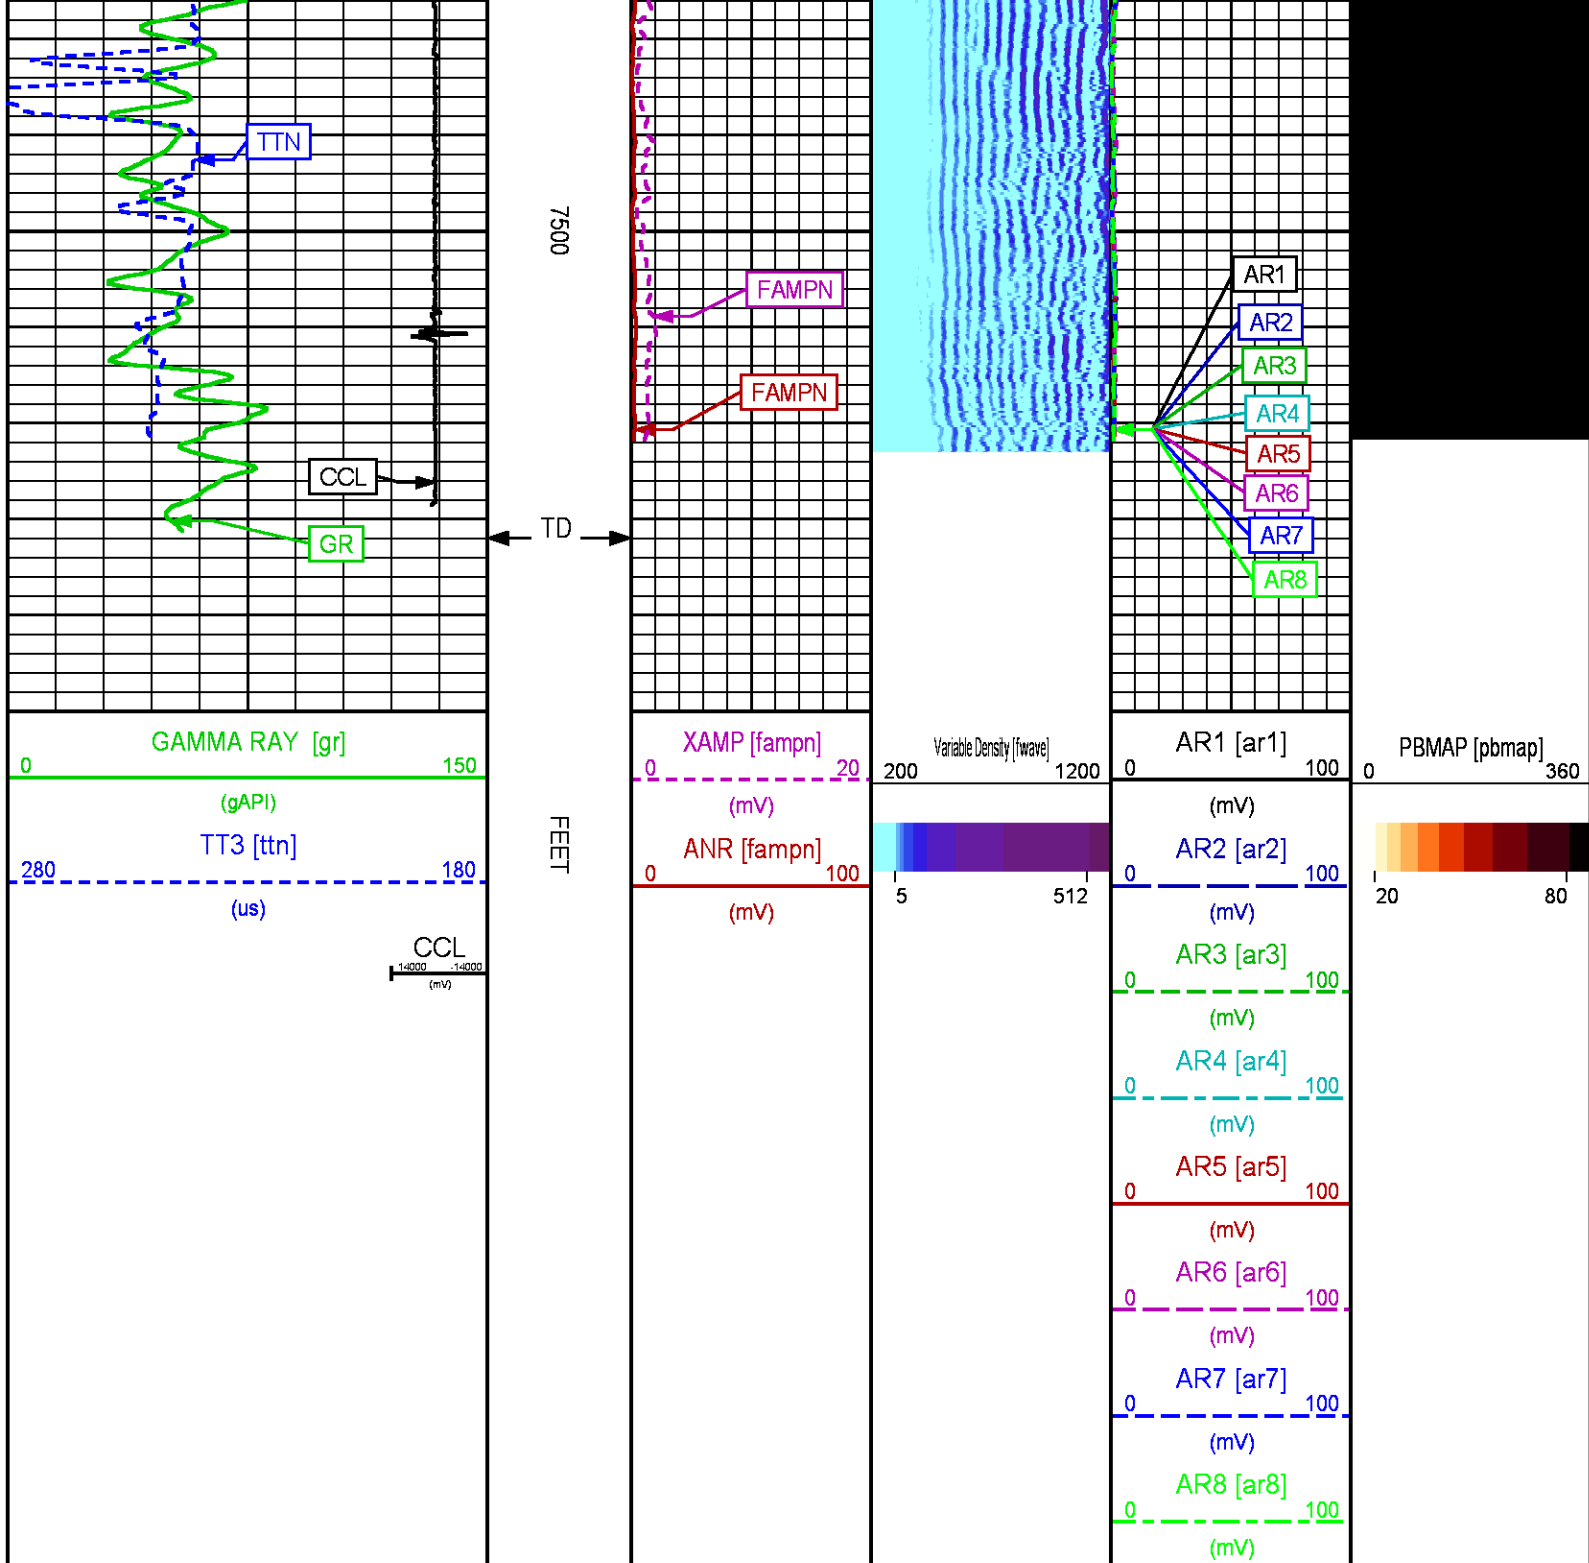 TTN
7500
AR1
FAMPN
AR2
AR3
FAMPN
AR4
AR5
CCL
AR6
TD
AR7
GR
AR8
GAMMA RAY [gr]
0 150
(gAPI)
TT3 [ttn]
280 180
(us)
CCL
14000 -14000
(mV)
FEET
XAMP [fampn]
0 20
(mV)
ANR [fampn]
0 100
(mV)
Variable Density [fwave]
200 1200
5 512
AR1 [ar1]
0 100
(mV)
AR2 [ar2]
0 100
(mV)
AR3 [ar3]
0 100
(mV)
AR4 [ar4]
0 100
(mV)
AR5 [ar5]
0 100
(mV)
AR6 [ar6]
0 100
(mV)
AR7 [ar7]
0 100
(mV)
AR8 [ar8]
0 100
(mV)
PBMAP [pbmap]
0 360
20 80